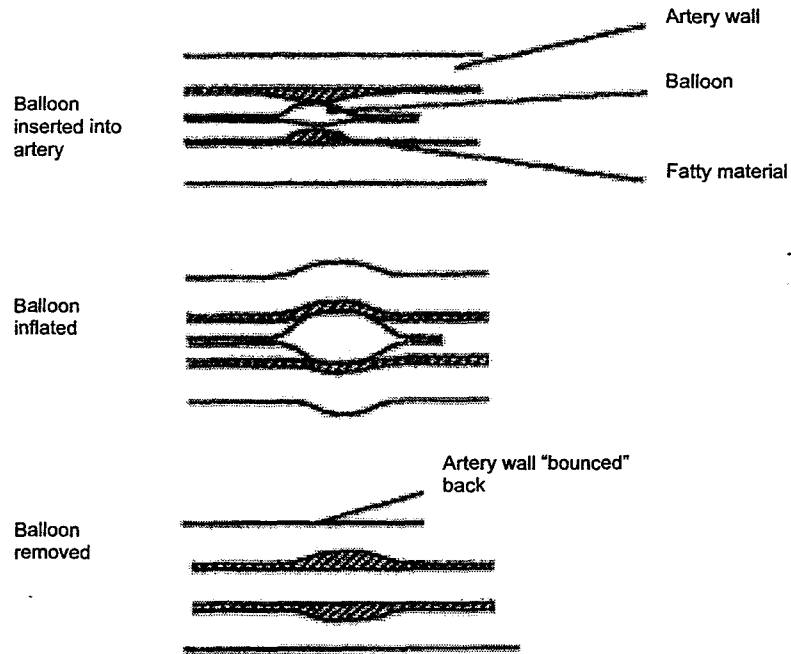 Artery wall
Balloon
inserted into
artery
Balloon
Fatty material
Balloon
inflated
Artery wall "bounced"
back
Balloon
removed